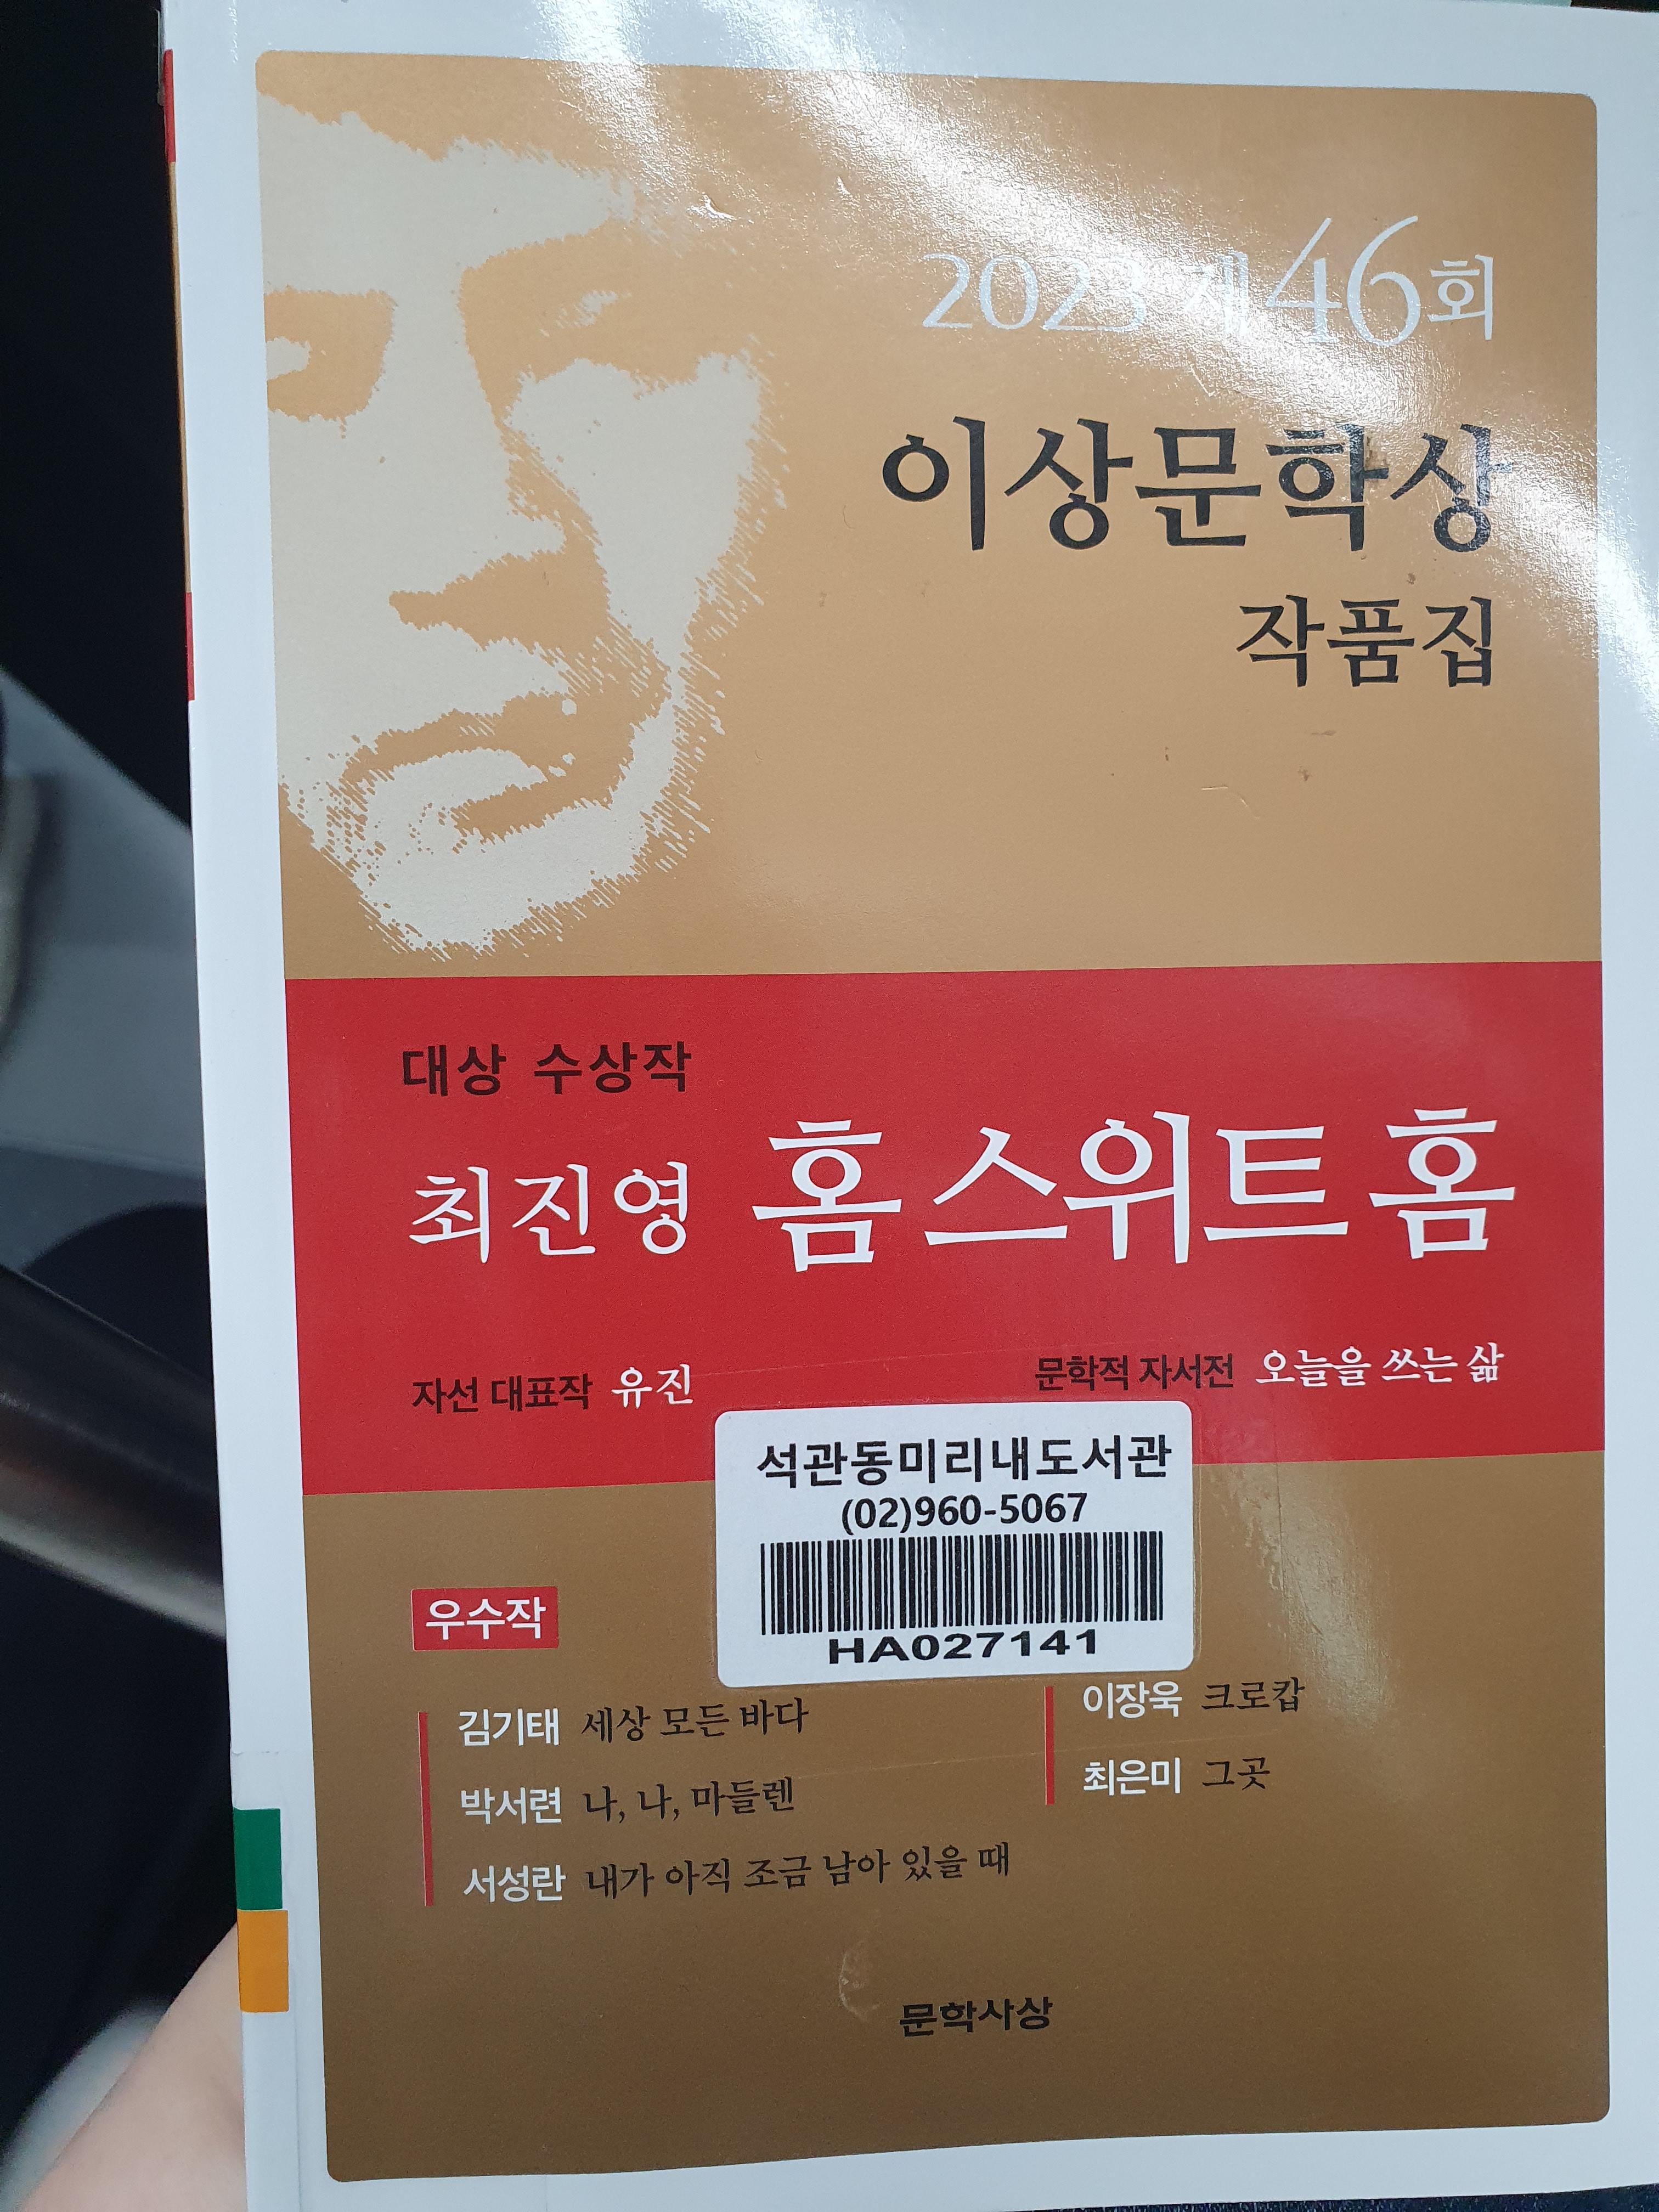 2023 제46회
이상문학상
작품집
대상 수상작
최진영 홈 스위트 홈
자선 대표작 유진
문학적 자서전 오늘을 쓰는 삶
석관동미리내도서관
(02)960-5067
HA027141
우수작
김기태 세상 모든 바다
박서련 나, 나, 마들렌
서성란 내가 아직 조금 남아 있을 때
이장욱 크로캅
최은미 그곳
문학사상